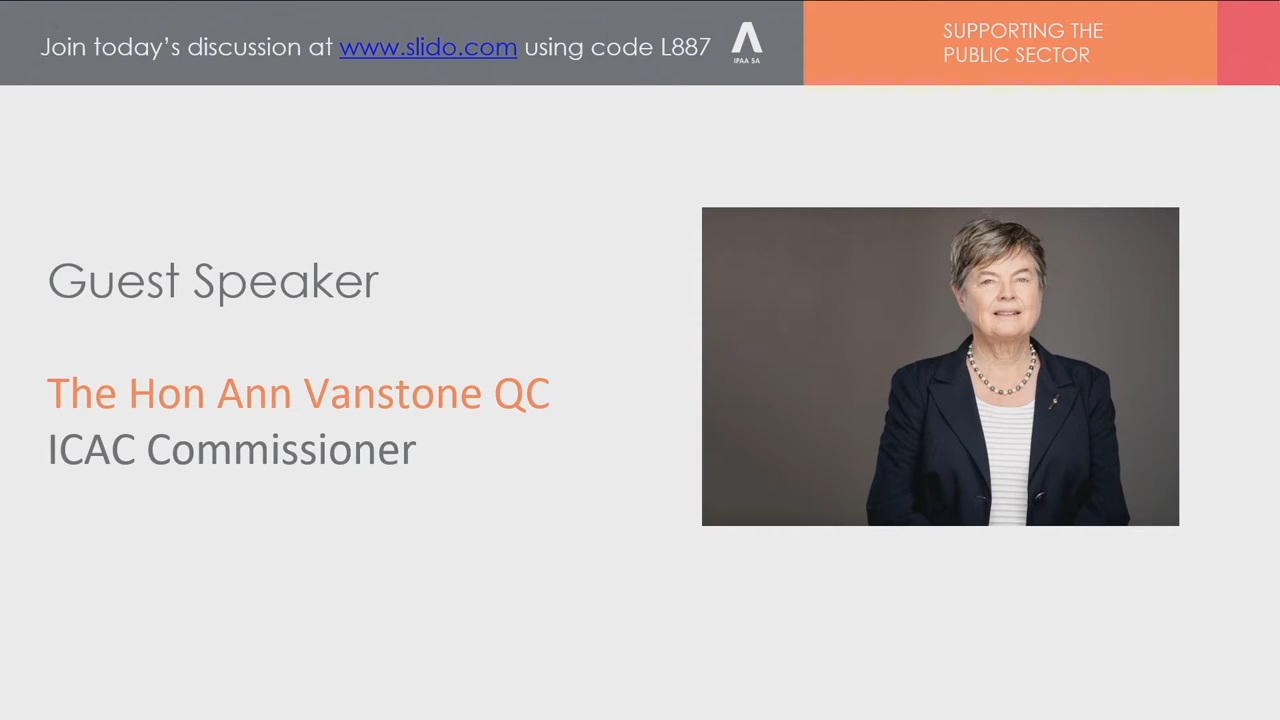 Join today's discussion at www.slido.com using code L887
IPAA SA
SUPPORTING THE
PUBLIC SECTOR
Guest Speaker
The Hon Ann Vanstone QC
ICAC Commissioner